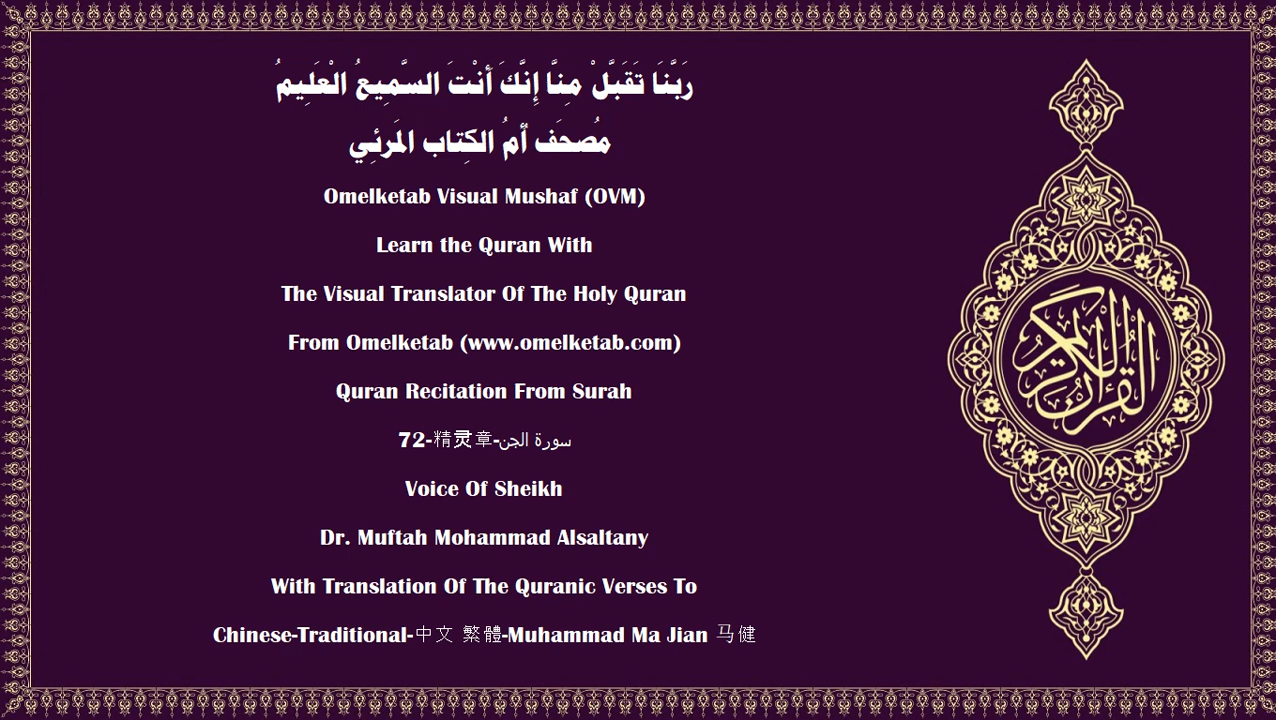 رَبَّنَا تَقَبَّلْ مِنَّا إِنَّكَ أَنْتَ السَّمِيعُ الْعَلِيمُ
مُصحَف أمُ الكِتاب المَرئِي
Omelketab Visual Mushaf (OVM)
Learn the Quran With
The Visual Translator Of The Holy Quran
From Omelketab (www.omelketab.com)
Quran Recitation From Surah
72-精灵章-سورة الجن
Voice Of Sheikh
Dr. Muftah Mohammad Alsaltany
With Translation Of The Quranic Verses To
Chinese-Traditional-中文 繁體-Muhammad Ma Jian 马健
القرآن الكريم